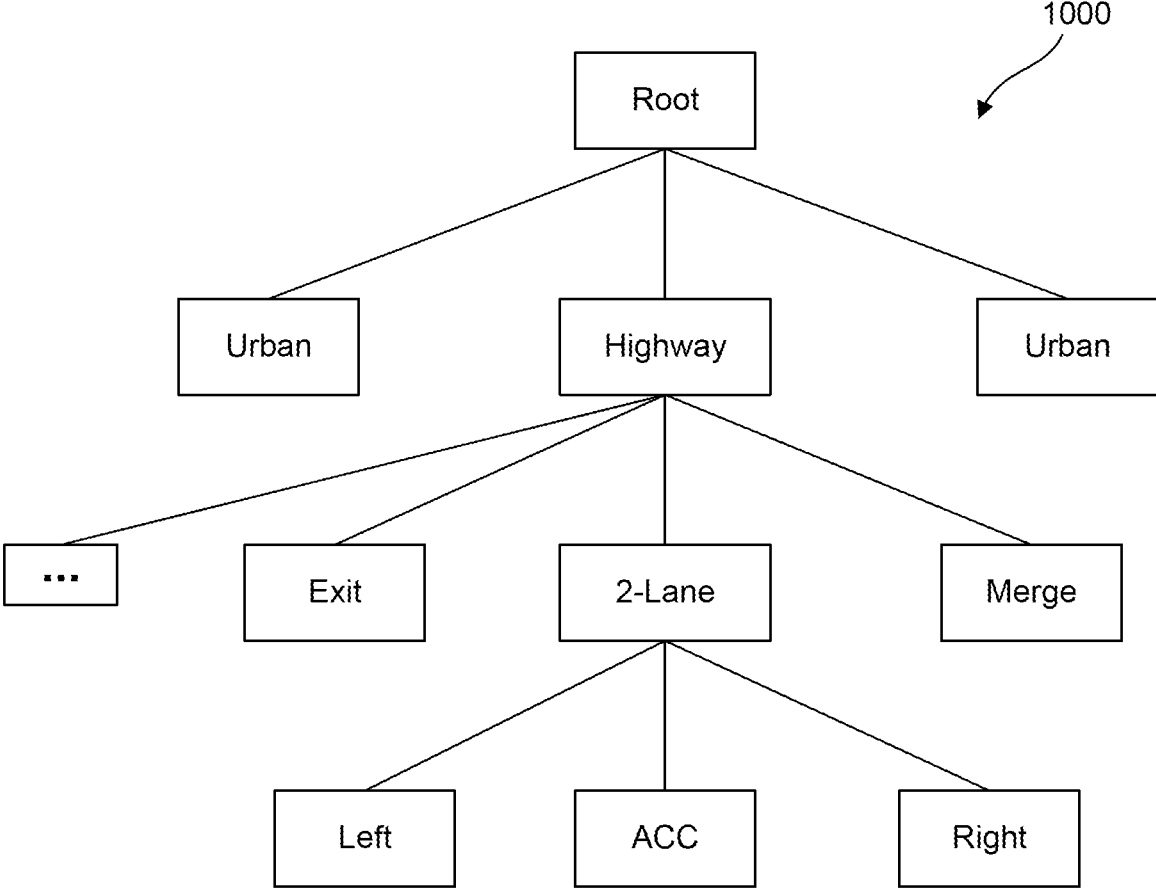 1000
Root
Urban
Highway
Urban
...
Exit
2-Lane
Merge
Left
ACC
Right